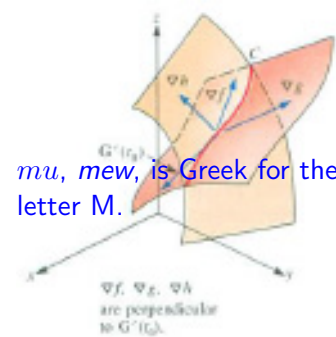 z
C
∇h
∇f
∇g
G'(t₀)
mu, mew, is Greek for the
letter M.
x
y
∇f, ∇g, ∇h
are perpendicular
to G'(t₀).